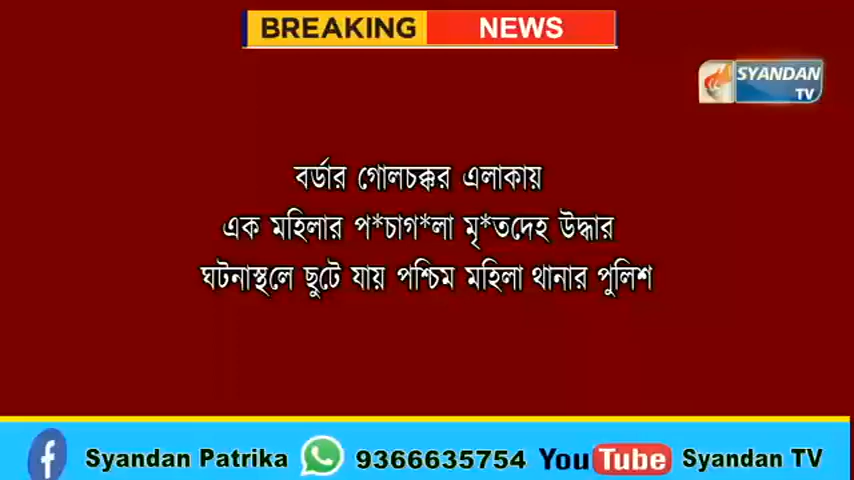 BREAKING NEWS
SYANDAN
TV
বর্ডার গোলচক্কর এলাকায়
এক মহিলার প*চাগ*লা মৃ*তদেহ উদ্ধার
ঘটনাস্থলে ছুটে যায় পশ্চিম মহিলা থানার পুলিশ
Syandan Patrika 9366635754 YouTube Syandan TV